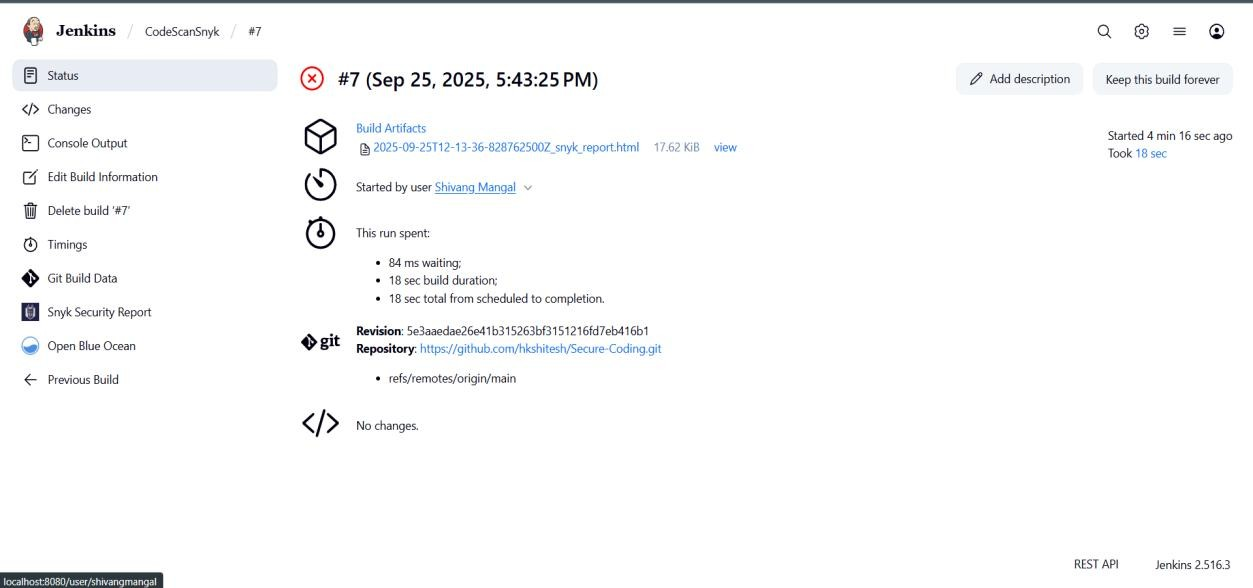 Jenkins / CodeScanSnyk / #7
Status
Changes
Console Output
Edit Build Information
Delete build '#7'
Timings
Git Build Data
Snyk Security Report
Open Blue Ocean
Previous Build
#7 (Sep 25, 2025, 5:43:25 PM)
Add description
Keep this build forever
Build Artifacts
2025-09-25T12-13-36-828762500Z_snyk_report.html 17.62 KiB view
Started 4 min 16 sec ago
Took 18 sec
Started by user Shivang Mangal
This run spent:
• 84 ms waiting;
• 18 sec build duration;
• 18 sec total from scheduled to completion.
git
Revision: 5e3aaedae26e41b315263bf3151216fd7eb416b1
Repository: https://github.com/hkshitesh/Secure-Coding.git
• refs/remotes/origin/main
No changes.
REST API
Jenkins 2.516.3
localhost:8080/user/shivangmangal